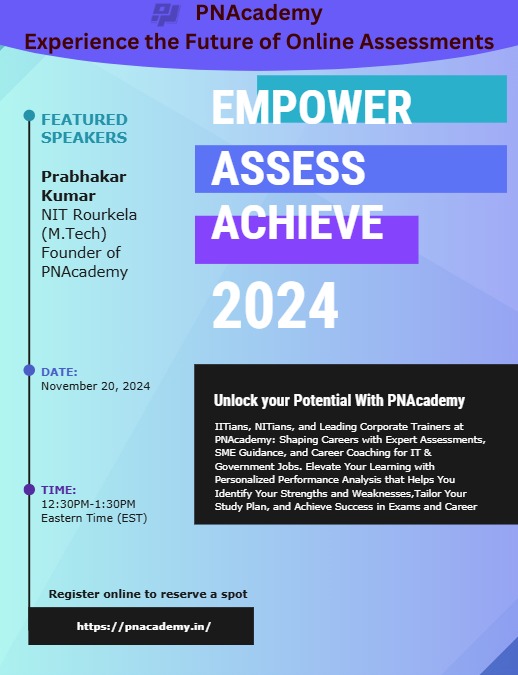 PNAcademy
Experience the Future of Online Assessments
EMPOWER
ASSESS
ACHIEVE
2024
FEATURED
SPEAKERS
Prabhakar
Kumar
NIT Rourkela
(M.Tech)
Founder of
PNAcademy
DATE:
November 20, 2024
TIME:
12:30PM-1:30PM
Eastern Time (EST)
Unlock your Potential With PNAcademy
IITians, NITians, and Leading Corporate Trainers at
PNAcademy: Shaping Careers with Expert Assessments,
SME Guidance, and Career Coaching for IT &
Government Jobs. Elevate Your Learning with
Personalized Performance Analysis that Helps You
Identify Your Strengths and Weaknesses,Tailor Your
Study Plan, and Achieve Success in Exams and Career
Register online to reserve a spot
https://pnacademy.in/